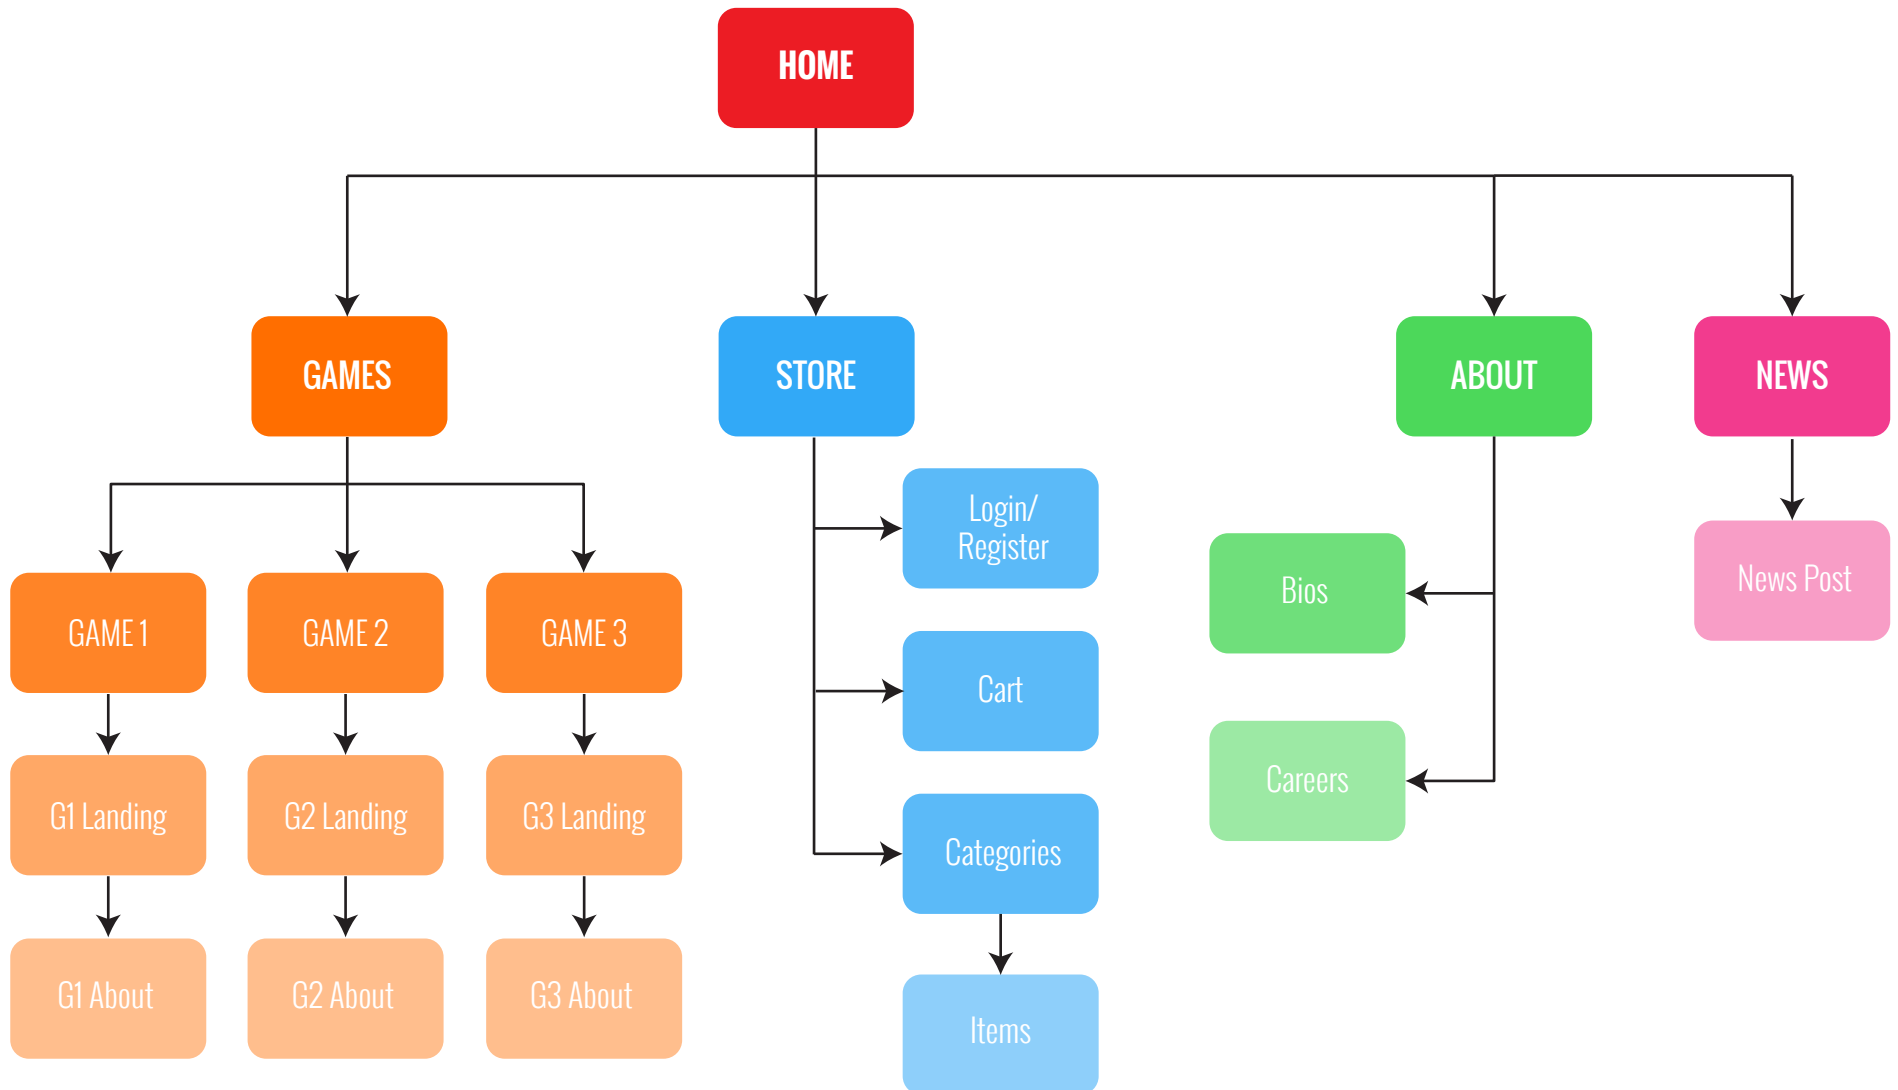 HOME
GAMES
STORE
ABOUT
NEWS
GAME 1
GAME 2
GAME 3
G1 Landing
G2 Landing
G3 Landing
G1 About
G2 About
G3 About
Login/
Register
Cart
Categories
Items
Bios
Careers
News Post